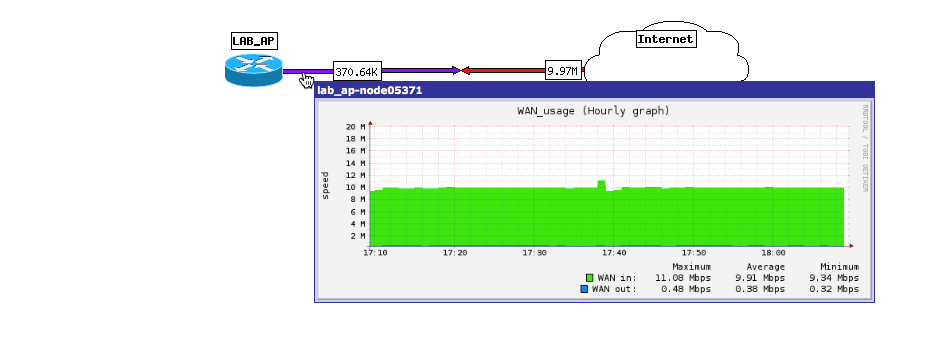 LAB_AP
Internet
370.64K
9.97M
lab_ap-node05371
WAN_usage (Hourly graph)
RRDTOOL / TOBI OETIKER
speed
20 M
18 M
16 M
14 M
12 M
10 M
8 M
6 M
4 M
2 M
17:10 17:20 17:30 17:40 17:50 18:00
Maximum Average Minimum
WAN in: 11.08 Mbps 9.91 Mbps 9.34 Mbps
WAN out: 0.48 Mbps 0.38 Mbps 0.32 Mbps